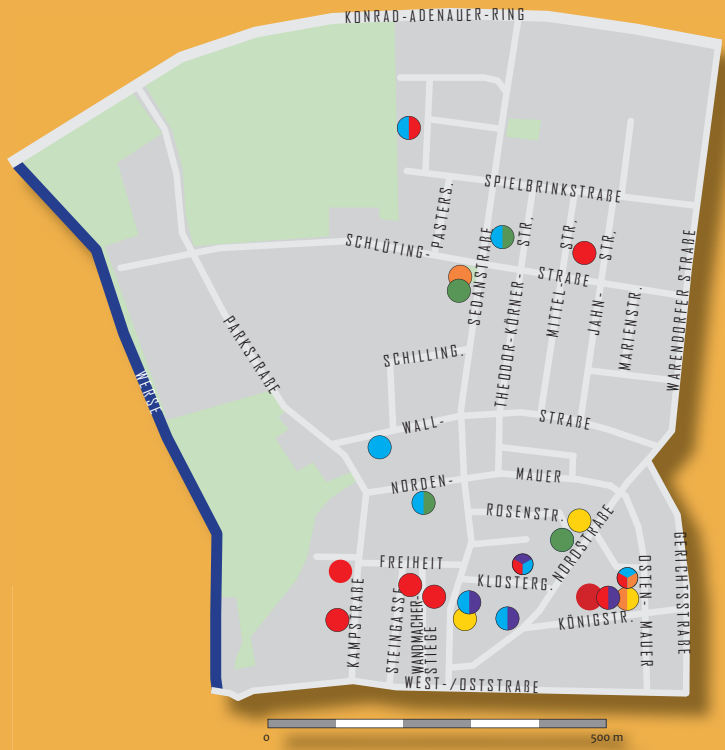 KONRAD-ADENAUER-RING
SPIELBRINKSTRAßE
PASTERS.
SCHLÜTING-
STRAßE
SEDANSTRAßE
STR.
STR.
STR.
THEODOR-KÖRNER-
MITTEL-
JAHN-
MARIENSTR.
WARENDORFER STRAßE
PARKSTRAßE
SCHILLING.
WERSE
WALL-
STRAßE
NORDEN-
MAUER
ROSENSTR.
NORDSTRAßE
FREIHEIT
KLOSTERG.
KAMPSTRAßE
STEINGASSE
WANDMACHER-
STIEGE
KÖNIGSTR.
OSTEN-
MAUER
GERICHTSSTRAßE
WEST-/OSTSTRAßE
0
500 m